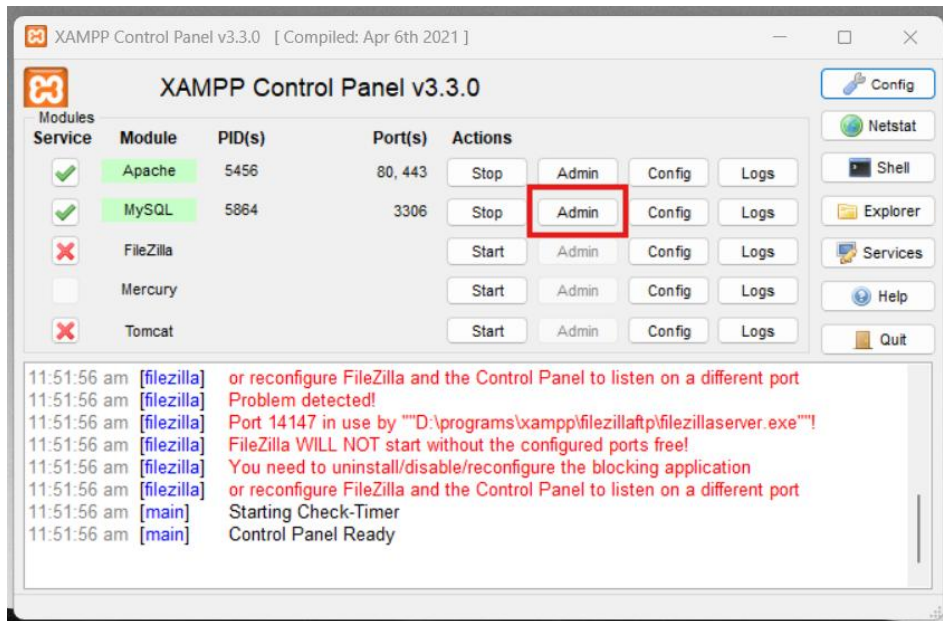 XAMPP Control Panel v3.3.0 [ Compiled: Apr 6th 2021 ]
XAMPP Control Panel v3.3.0
Config
Modules
Service Module PID(s) Port(s) Actions
Netstat
Apache 5456 80, 443 Stop Admin Config Logs
Shell
MySQL 5864 3306 Stop Admin Config Logs
Explorer
FileZilla Start Admin Config Logs
Services
Mercury Start Admin Config Logs
Help
Tomcat Start Admin Config Logs
Quit
11:51:56 am [filezilla] or reconfigure FileZilla and the Control Panel to listen on a different port
11:51:56 am [filezilla] Problem detected!
11:51:56 am [filezilla] Port 14147 in use by ""D:\programs\xampp\filezillaftp\filezillaserver.exe""!
11:51:56 am [filezilla] FileZilla WILL NOT start without the configured ports free!
11:51:56 am [filezilla] You need to uninstall/disable/reconfigure the blocking application
11:51:56 am [filezilla] or reconfigure FileZilla and the Control Panel to listen on a different port
11:51:56 am [main] Starting Check-Timer
11:51:56 am [main] Control Panel Ready